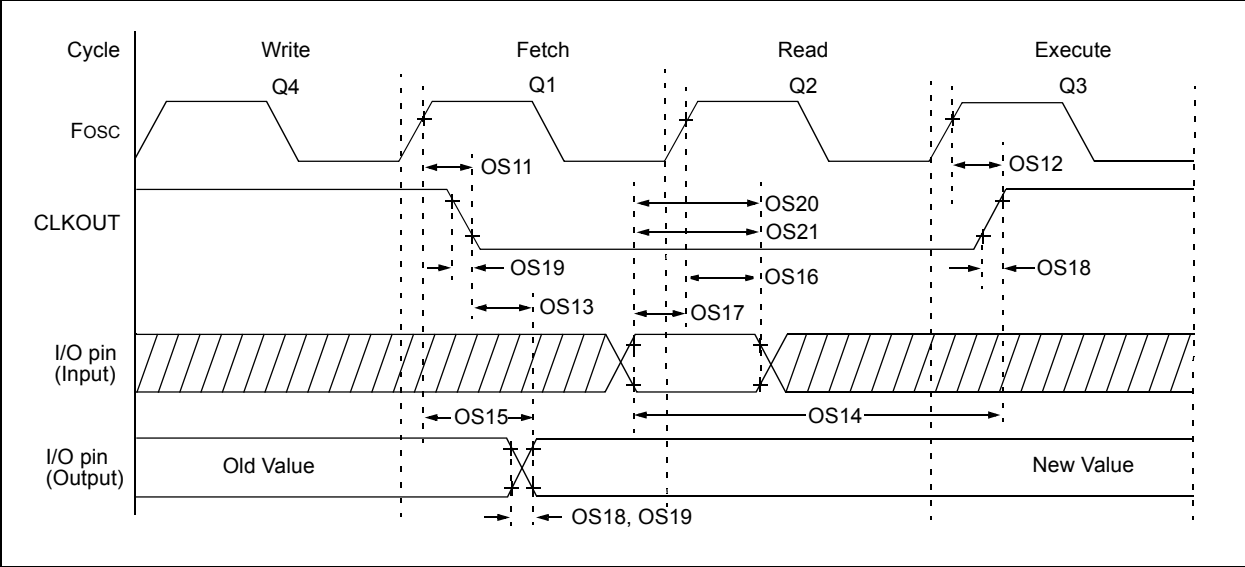 Cycle Write Fetch Read Execute
Q4 Q1 Q2 Q3
Fosc
OS11 OS12
CLKOUT
OS20
OS21
OS19 OS16 OS18
OS13 OS17
I/O pin
(Input)
OS15 OS14
I/O pin
(Output)
Old Value New Value
OS18, OS19